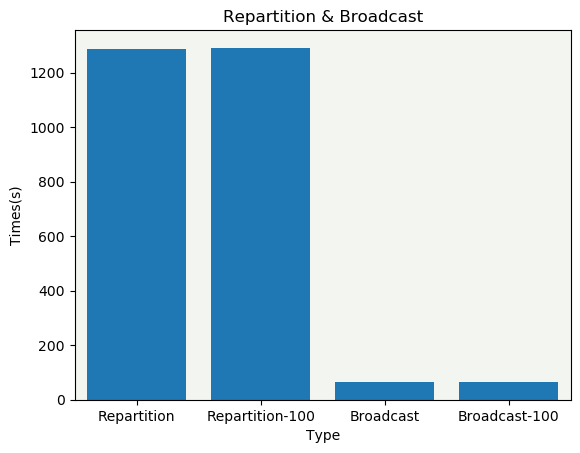 Repartition & Broadcast
Times(s)
1200
1000
800
600
400
200
0
Repartition Repartition-100 Broadcast Broadcast-100
Type